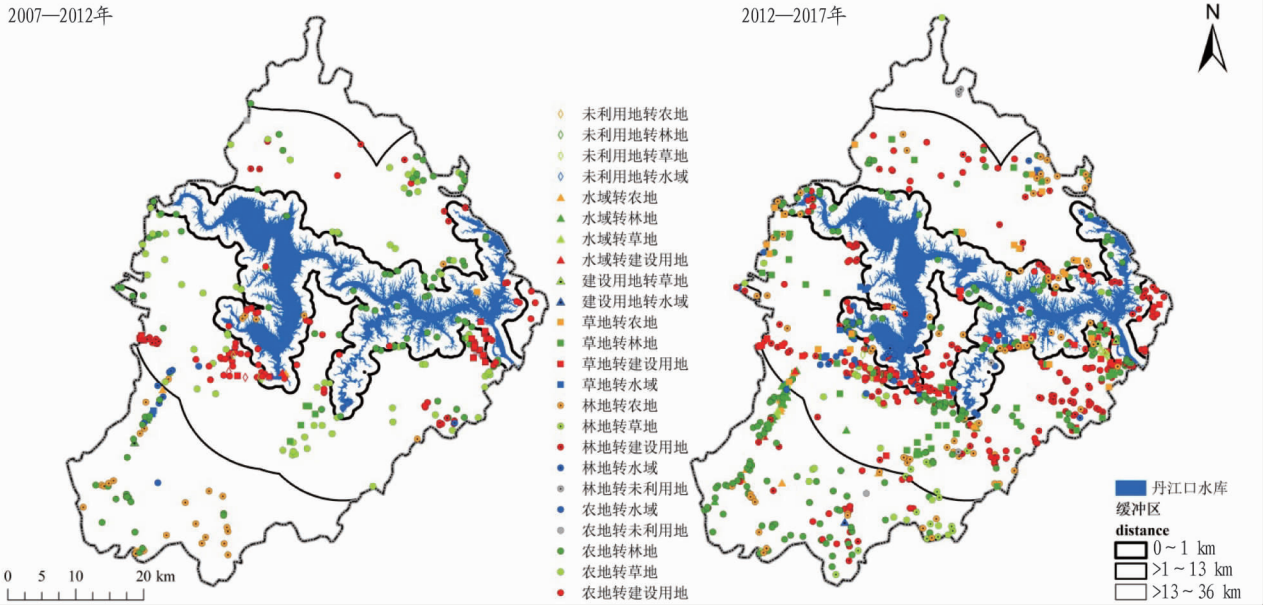 2007—2012年
2012—2017年
N
未利用地转农地
未利用地转林地
未利用地转草地
未利用地转水域
水域转农地
水域转林地
水域转草地
水域转建设用地
建设用地转草地
建设用地转水域
草地转农地
草地转林地
草地转建设用地
草地转水域
林地转农地
林地转草地
林地转建设用地
林地转水域
林地转未利用地
农地转水域
农地转未利用地
农地转林地
农地转草地
农地转建设用地
丹江口水库
缓冲区
distance
0～1 km
>1～13 km
>13～36 km
0 5 10 20 km